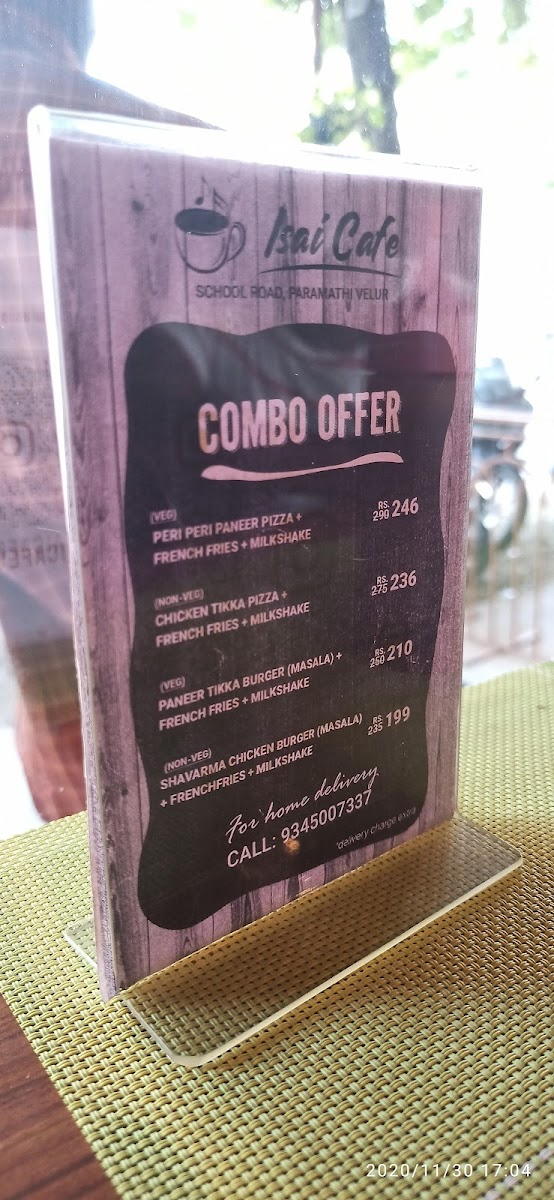 Isai Cafe
SCHOOL ROAD, PARAMATHI VELUR
COMBO OFFER
(VEG)
PERI PERI PANEER PIZZA +
FRENCH FRIES + MILKSHAKE
RS.
290 246
(NON-VEG)
CHICKEN TIKKA PIZZA +
FRENCH FRIES + MILKSHAKE
RS.
275 236
(VEG)
PANEER TIKKA BURGER (MASALA) +
FRENCH FRIES + MILKSHAKE
RS.
250 210
(NON-VEG)
SHAVARMA CHICKEN BURGER (MASALA)
+ FRENCHFRIES + MILKSHAKE
RS.
235 199
For home delivery
CALL: 9345007337
*delivery charge extra
2020/11/30 17:04